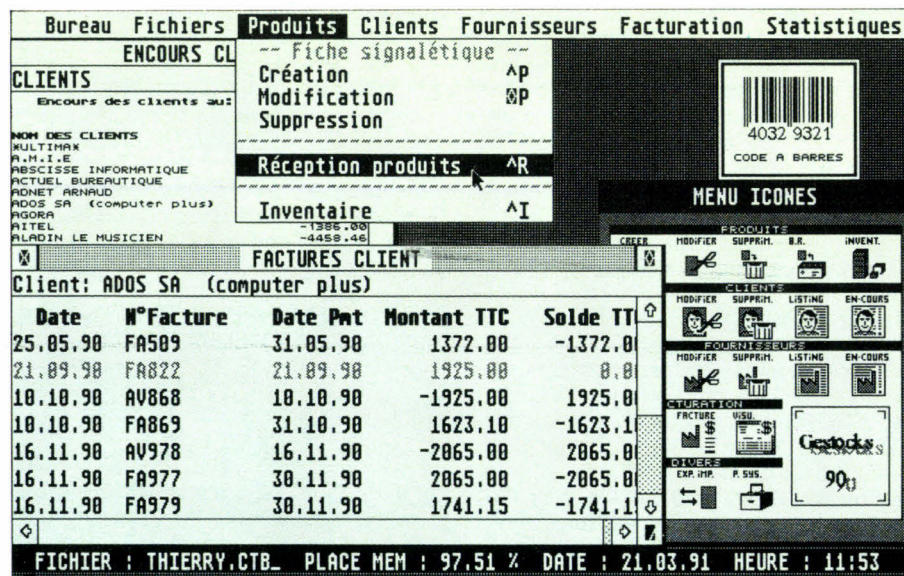 Bureau Fichiers Produits Clients Fournisseurs Facturation Statistiques
ENCOURS CL
CLIENTS
Encours des clients au:
NOM DES CLIENTS
*ULTIMA*
A.M.I.E
ABSCISSE INFORMATIQUE
ACTUEL BUREAUTIQUE
ADNET ARNAUD
ADOS SA (computer plus)
AGORA
AITEL -1386.00
ALADIN LE MUSICIEN -4458.46
~~ Fiche signalétique ~~
Création ^P
Modification P
Suppression
Réception produits ^R
Inventaire ^I
4032 9321
CODE A BARRES
MENU ICONES
PRODUITS
CREER MODIFIER SUPPRIM. B.R. INVENT.
CLIENTS
MODIFIER SUPPRIM. LISTING EN-COURS
FOURNISSEURS
MODIFIER SUPPRIM. LISTING EN-COURS
CTURATION
FACTURE VISU.
DIVERS
EXP. IMP. P. SYS.
Gestocks
90
FACTURES CLIENT
Client: ADOS SA (computer plus)
Date N°Facture Date Pmt Montant TTC Solde TT
25.05.90 FA509 31.05.90 1372.00 -1372.0
21.09.90 FA822 21.09.90 1925.00 0.0
10.10.90 AV868 10.10.90 -1925.00 1925.0
10.10.90 FA869 31.10.90 1623.10 -1623.1
16.11.90 AV978 16.11.90 -2065.00 2065.0
16.11.90 FA977 30.11.90 2065.00 -2065.0
16.11.90 FA979 30.11.90 1741.15 -1741.1
FICHIER : THIERRY.CTB_ PLACE MEM : 97.51 % DATE : 21.03.91 HEURE : 11:53